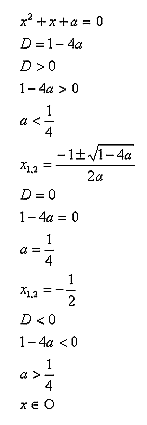 x² + x + a = 0
D = 1 − 4a
D > 0
1 − 4a > 0
a < 1/4
x₁,₂ = (−1 ± √(1 − 4a))/(2a)
D = 0
1 − 4a = 0
a = 1/4
x₁,₂ = −1/2
D < 0
1 − 4a < 0
a > 1/4
x ∈ O